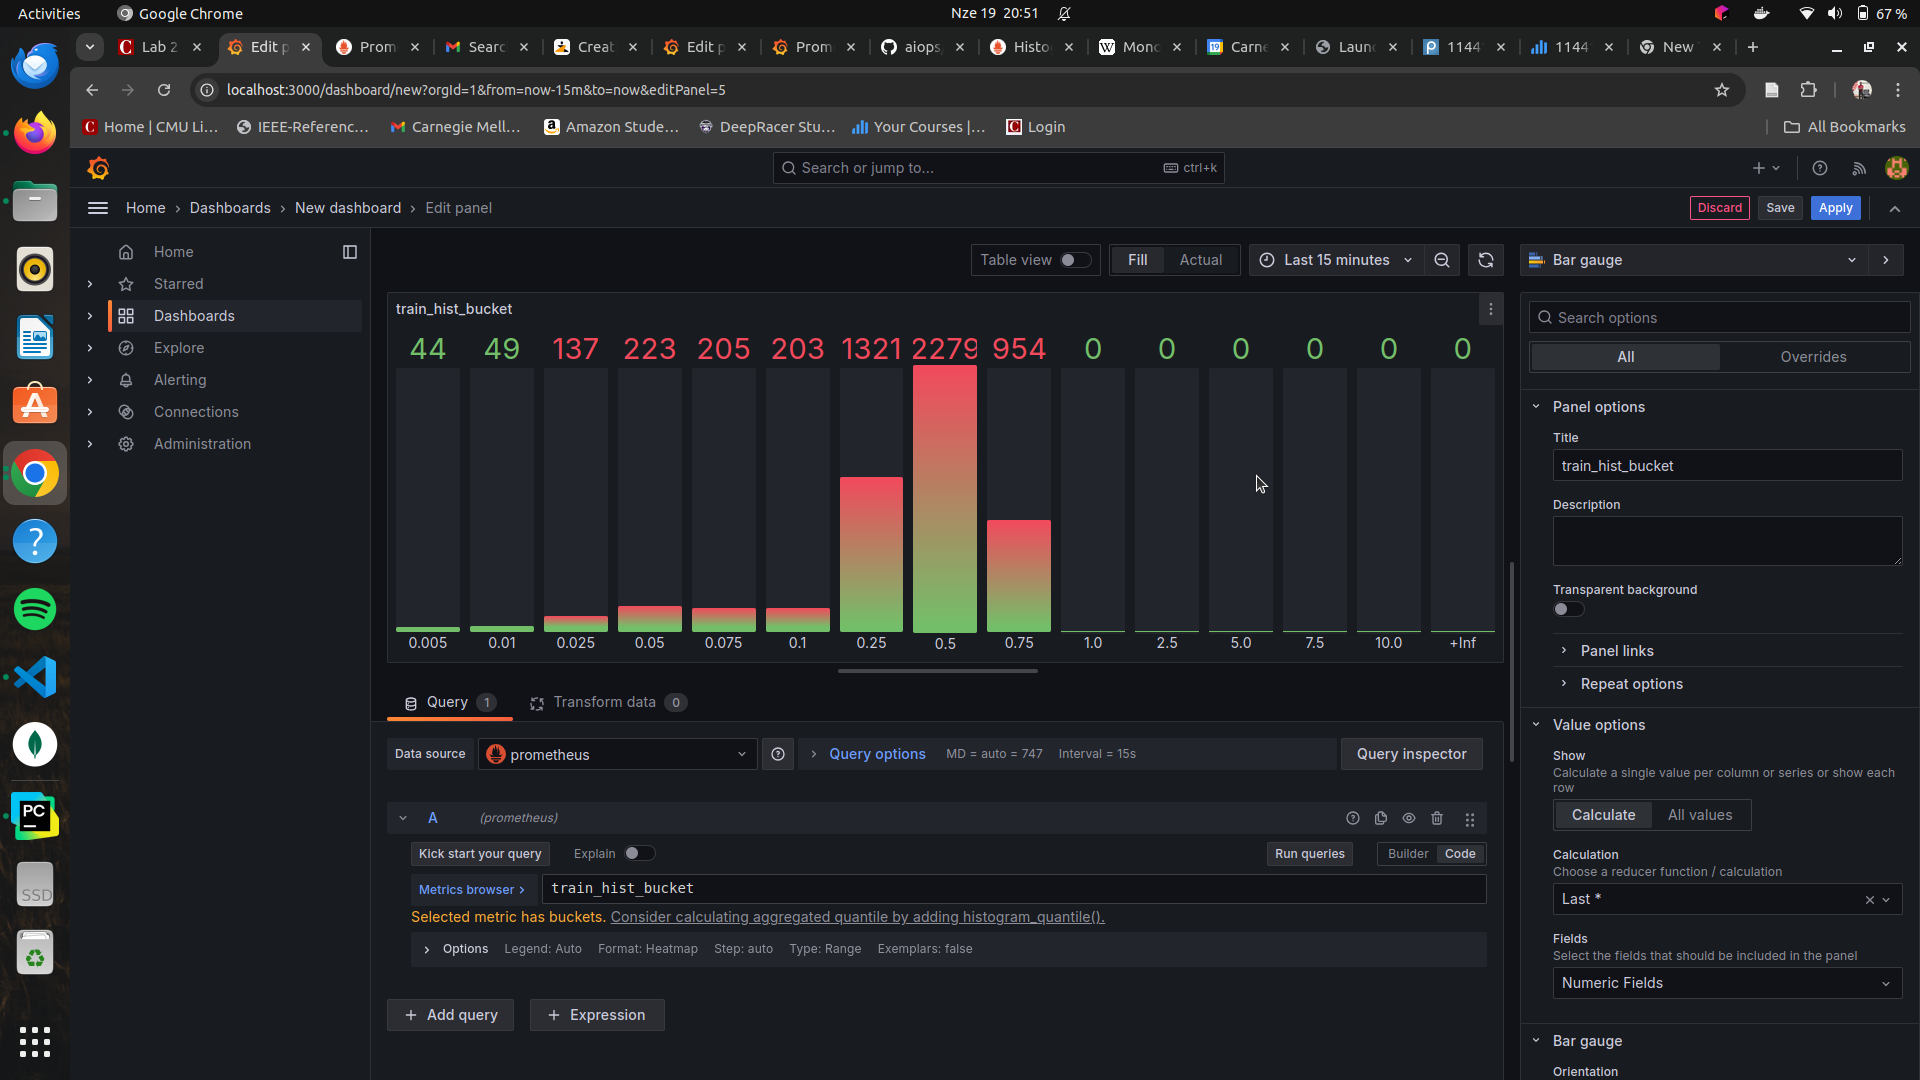 Activities
Google Chrome
Nze 19 20:51
67 %
Lab 2
Edit p
Prom
Searc
Creat
Edit p
Prom
aiops
Histo
Monc
Carne
Laun
1144
1144
New
localhost:3000/dashboard/new?orgId=1&from=now-15m&to=now&editPanel=5
Home | CMU Li...
IEEE-Referenc...
Carnegie Mell...
Amazon Stude...
DeepRacer Stu...
Your Courses |...
Login
All Bookmarks
Search or jump to...
ctrl+k
Home › Dashboards › New dashboard › Edit panel
Discard
Save
Apply
Home
Starred
Dashboards
Explore
Alerting
Connections
Administration
Table view
Fill
Actual
Last 15 minutes
Bar gauge
train_hist_bucket
44 49 137 223 205 203 1321 2279 954 0 0 0 0 0 0
0.005 0.01 0.025 0.05 0.075 0.1 0.25 0.5 0.75 1.0 2.5 5.0 7.5 10.0 +Inf
Query 1
Transform data 0
Data source
prometheus
Query options
MD = auto = 747
Interval = 15s
Query inspector
A
(prometheus)
Kick start your query
Explain
Run queries
Builder
Code
Metrics browser >
train_hist_bucket
Selected metric has buckets. Consider calculating aggregated quantile by adding histogram_quantile().
Options
Legend: Auto
Format: Heatmap
Step: auto
Type: Range
Exemplars: false
+ Add query
+ Expression
Search options
All
Overrides
Panel options
Title
train_hist_bucket
Description
Transparent background
Panel links
Repeat options
Value options
Show
Calculate a single value per column or series or show each
row
Calculate
All values
Calculation
Choose a reducer function / calculation
Last *
Fields
Select the fields that should be included in the panel
Numeric Fields
Bar gauge
Orientation
PC
SSD